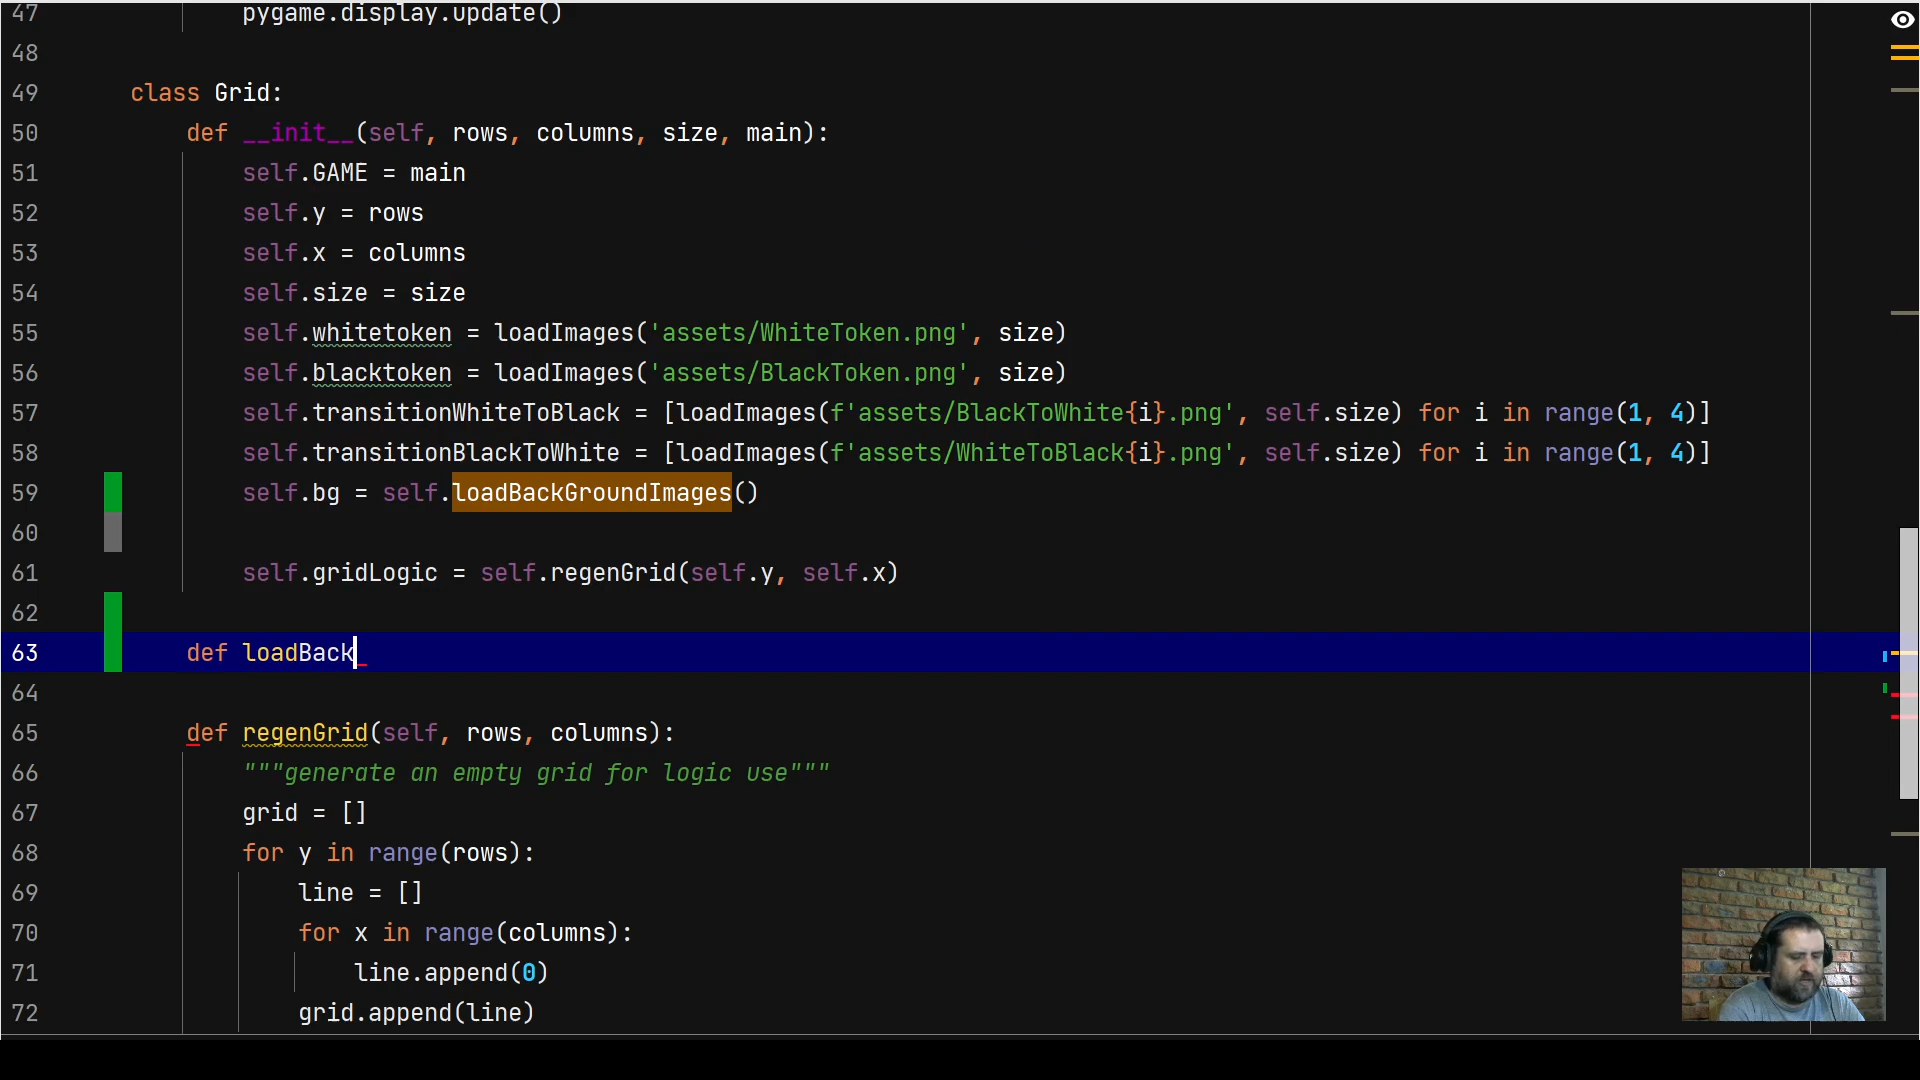 47 pygame.display.update()
48
49 class Grid:
50 def __init__(self, rows, columns, size, main):
51 self.GAME = main
52 self.y = rows
53 self.x = columns
54 self.size = size
55 self.whitetoken = loadImages('assets/WhiteToken.png', size)
56 self.blacktoken = loadImages('assets/BlackToken.png', size)
57 self.transitionWhiteToBlack = [loadImages(f'assets/BlackToWhite{i}.png', self.size) for i in range(1, 4)]
58 self.transitionBlackToWhite = [loadImages(f'assets/WhiteToBlack{i}.png', self.size) for i in range(1, 4)]
59 self.bg = self.loadBackGroundImages()
60
61 self.gridLogic = self.regenGrid(self.y, self.x)
62
63 def loadBack
64
65 def regenGrid(self, rows, columns):
66 """generate an empty grid for logic use"""
67 grid = []
68 for y in range(rows):
69 line = []
70 for x in range(columns):
71 line.append(0)
72 grid.append(line)